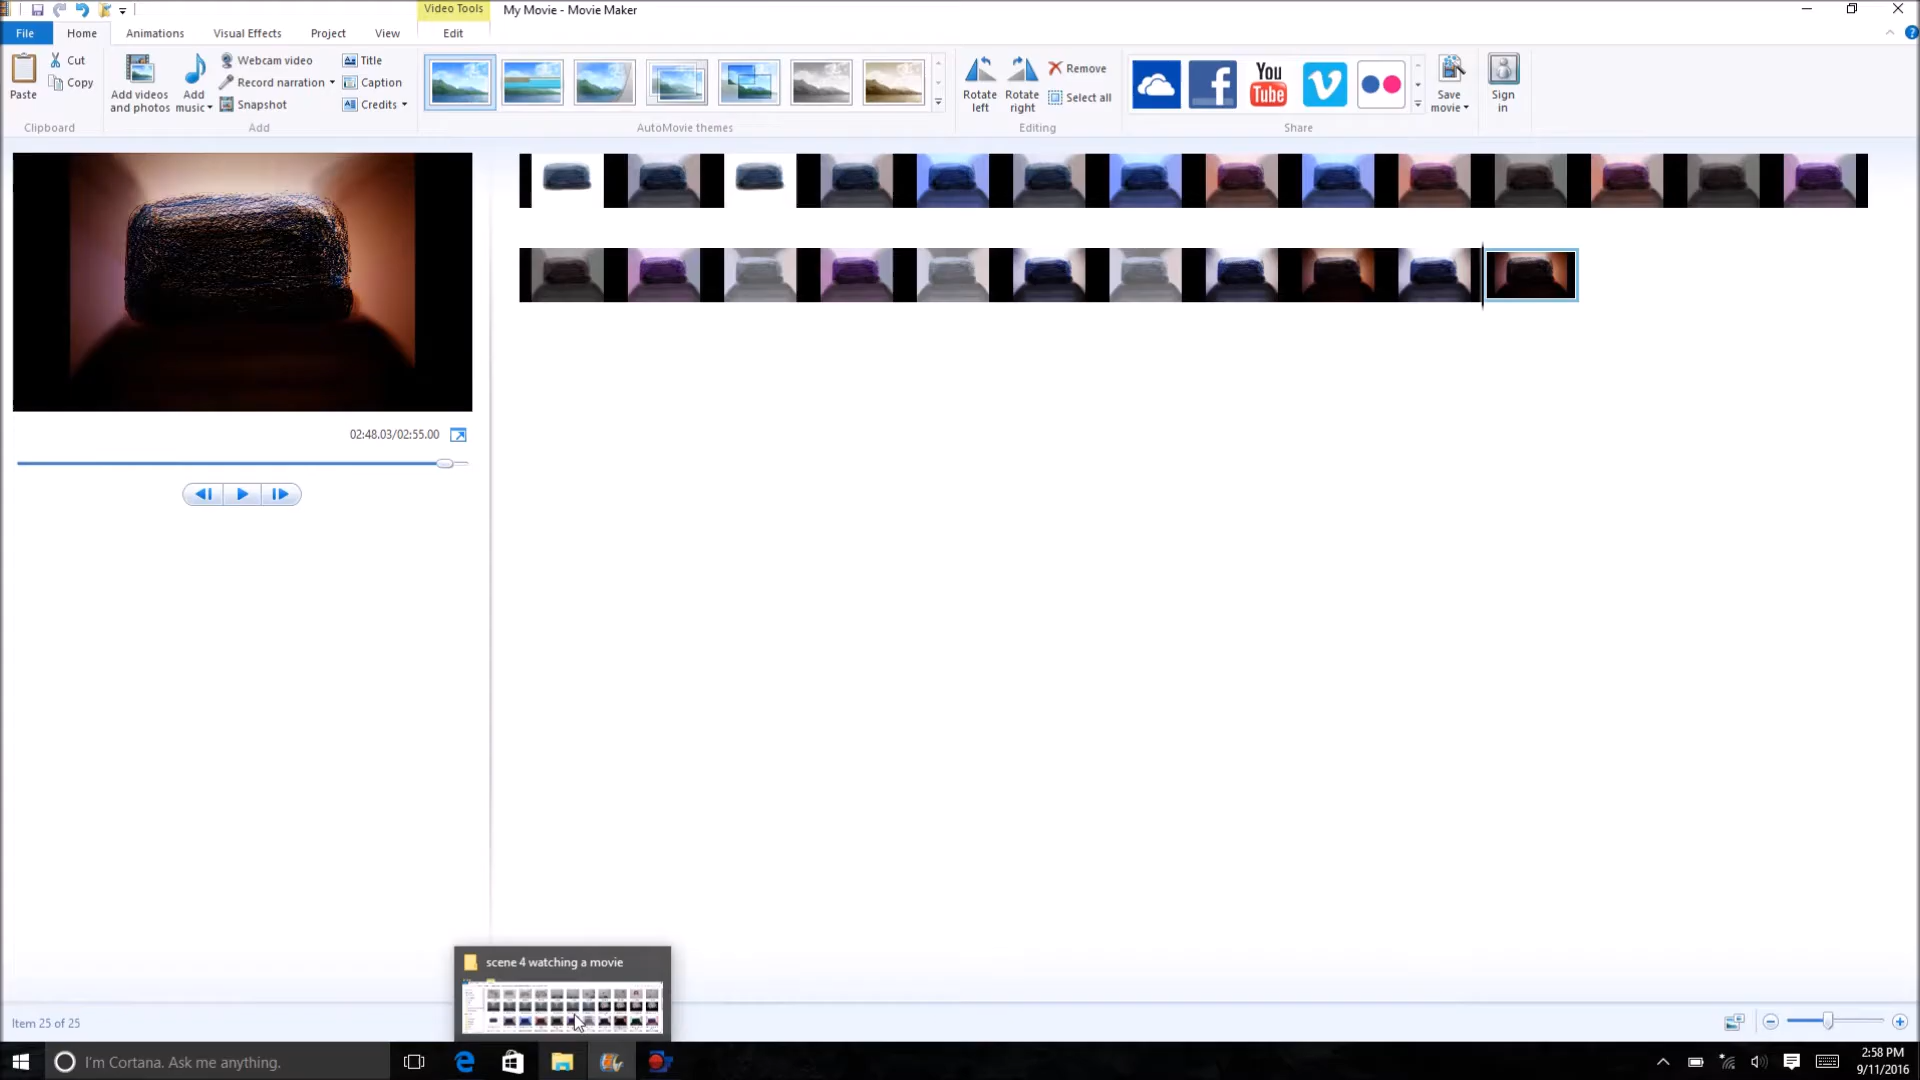 Video Tools
My Movie - Movie Maker
File
Home
Animations
Visual Effects
Project
View
Edit
Paste
Cut
Copy
Clipboard
Add videos
and photos
Add
music
Webcam video
Record narration
Snapshot
Title
Caption
Credits
Add
AutoMovie themes
Rotate
left
Rotate
right
Remove
Select all
Editing
You
Tube
Share
Save
movie
Sign
in
02:48.03/02:55.00
scene 4 watching a movie
Item 25 of 25
I'm Cortana. Ask me anything.
2:58 PM
9/11/2016